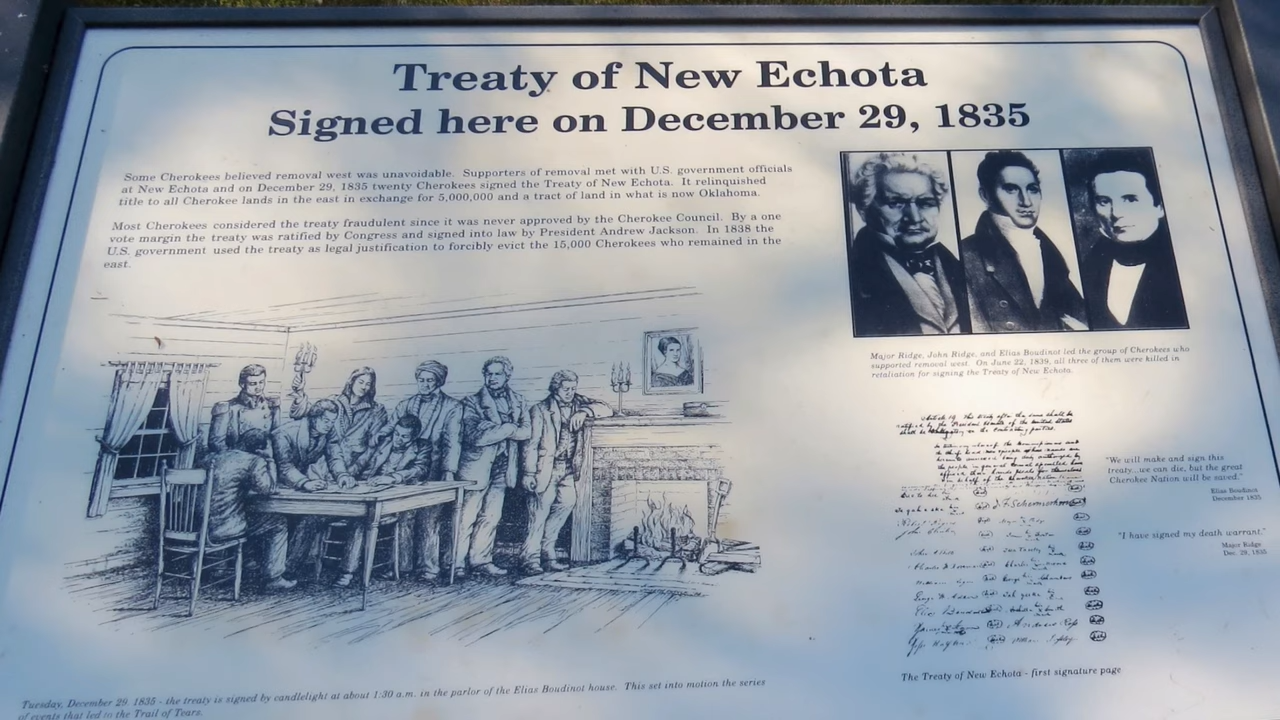 Treaty of New Echota
Signed here on December 29, 1835
Some Cherokees believed removal west was unavoidable. Supporters of removal met with U.S. government officials
at New Echota and on December 29, 1835 twenty Cherokees signed the Treaty of New Echota. It relinquished
title to all Cherokee lands in the east in exchange for 5,000,000 and a tract of land in what is now Oklahoma.
Most Cherokees considered the treaty fraudulent since it was never approved by the Cherokee Council. By a one
vote margin the treaty was ratified by Congress and signed into law by President Andrew Jackson. In 1838 the
U.S. government used the treaty as legal justification to forcibly evict the 15,000 Cherokees who remained in the
east.
Major Ridge, John Ridge, and Elias Boudinot led the group of Cherokees who
supported removal west. On June 22, 1839, all three of them were killed in
retaliation for signing the Treaty of New Echota.
"We will make and sign this
treaty...we can die, but the great
Cherokee Nation will be saved."
Elias Boudinot
December 1835
"I have signed my death warrant."
Major Ridge
Dec. 29, 1835
The Treaty of New Echota - first signature page
Tuesday, December 29, 1835 - the treaty is signed by candlelight at about 1:30 a.m. in the parlor of the Elias Boudinot house. This set into motion the series
of events that led to the Trail of Tears.